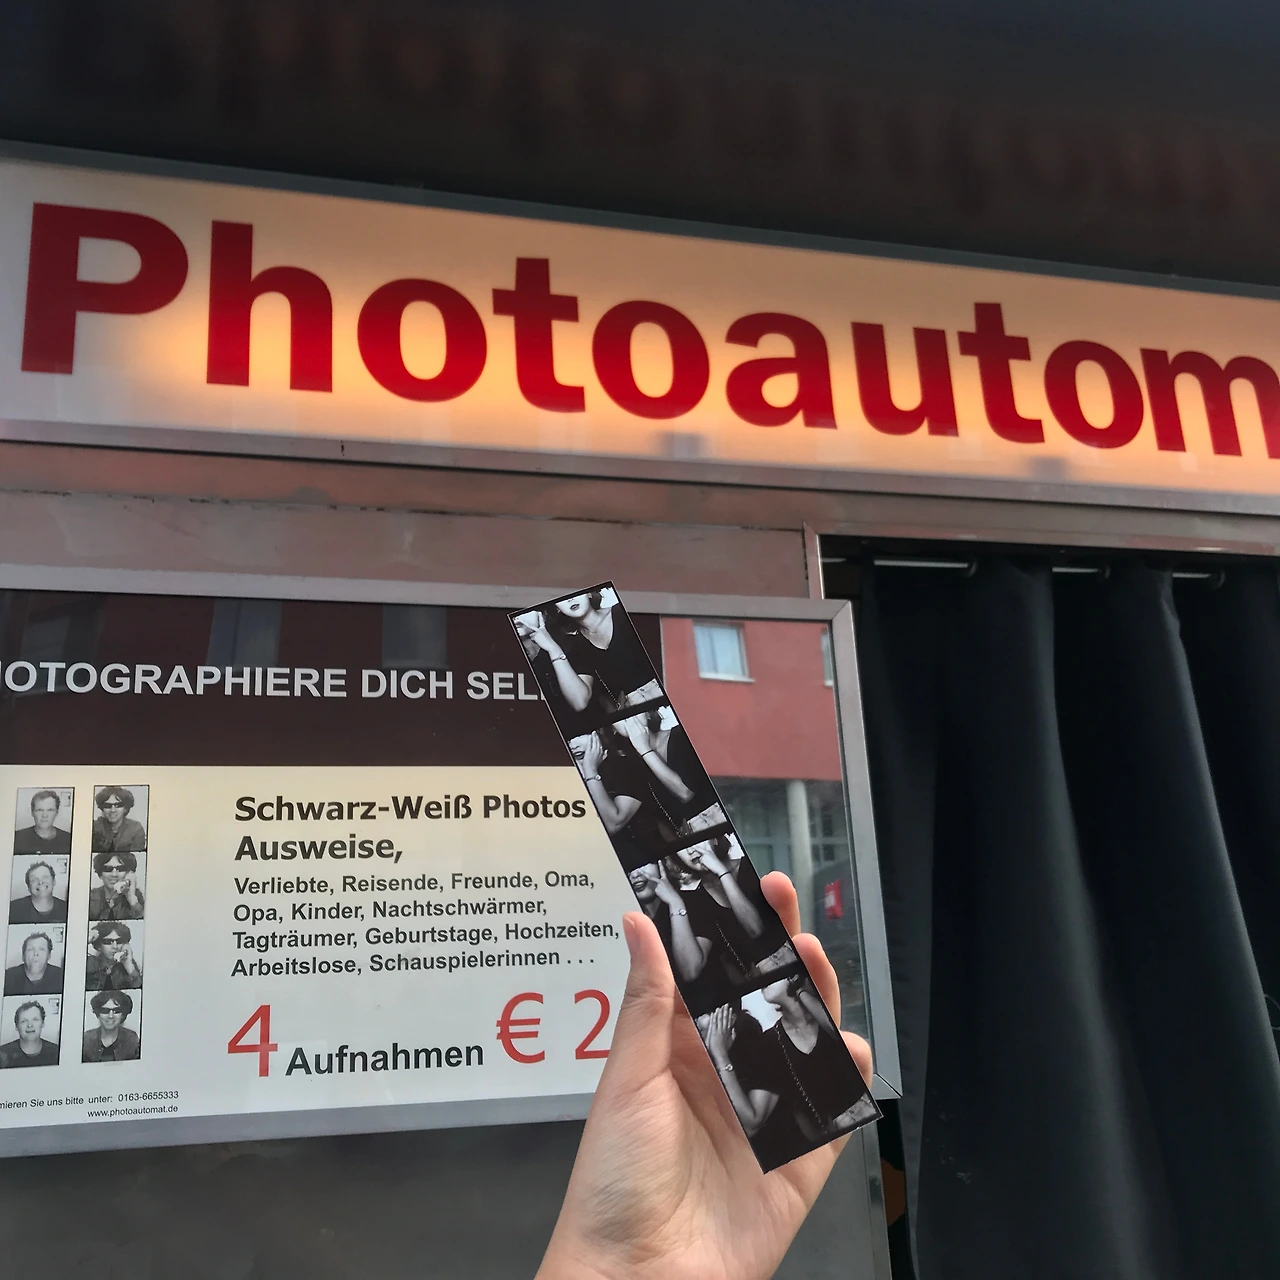 Photoautom
HOTOGRAPHIERE DICH SEL
Schwarz-Weiß Photos
Ausweise,
Verliebte, Reisende, Freunde, Oma,
Opa, Kinder, Nachtschwärmer,
Tagträumer, Geburtstage, Hochzeiten,
Arbeitslose, Schauspielerinnen . . .
4 Aufnahmen € 2
mieren Sie uns bitte unter: 0163-6655333
www.photoautomat.de